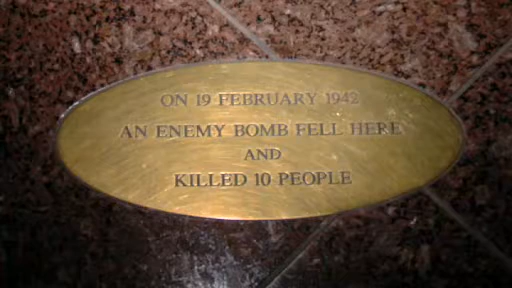 ON 19 FEBRUARY 1942
AN ENEMY BOMB FELL HERE
AND
KILLED 10 PEOPLE